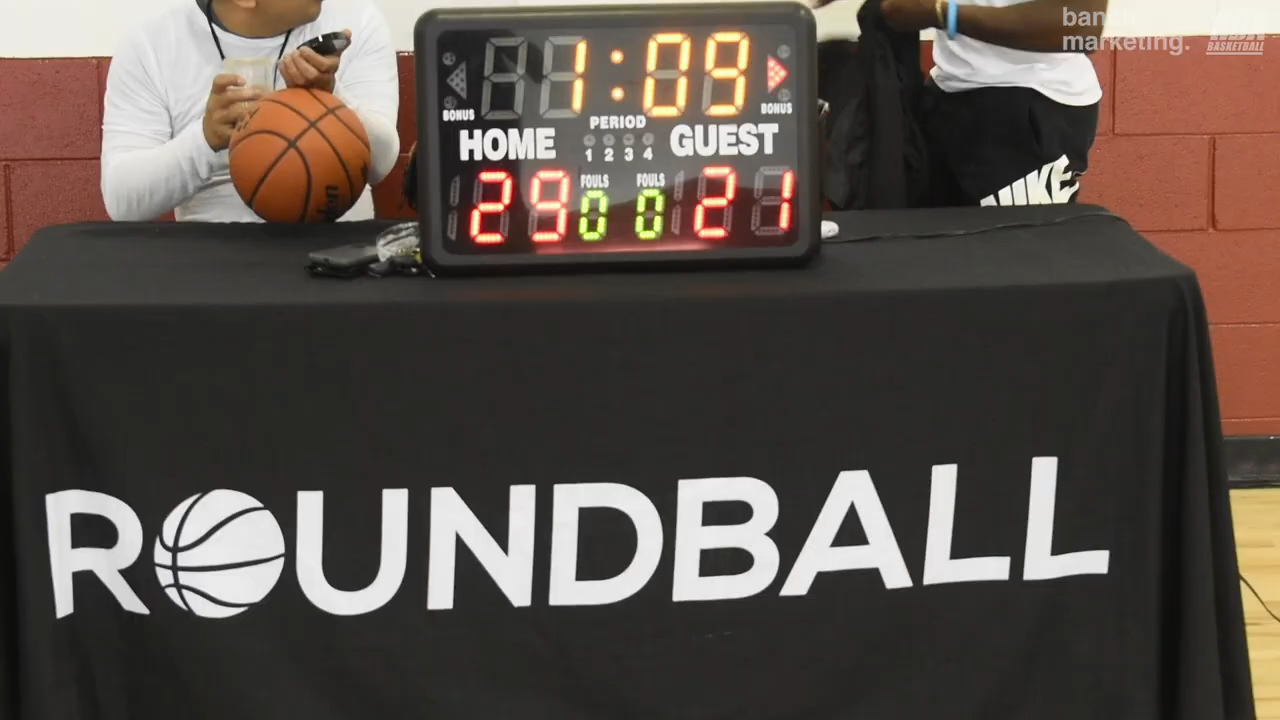 marketing.
BASKETBALL
1:09
BONUS
BONUS
PERIOD
HOME
GUEST
1 2 3 4
FOULS
FOULS
29
0
0
21
NIKE
ROUNDBALL